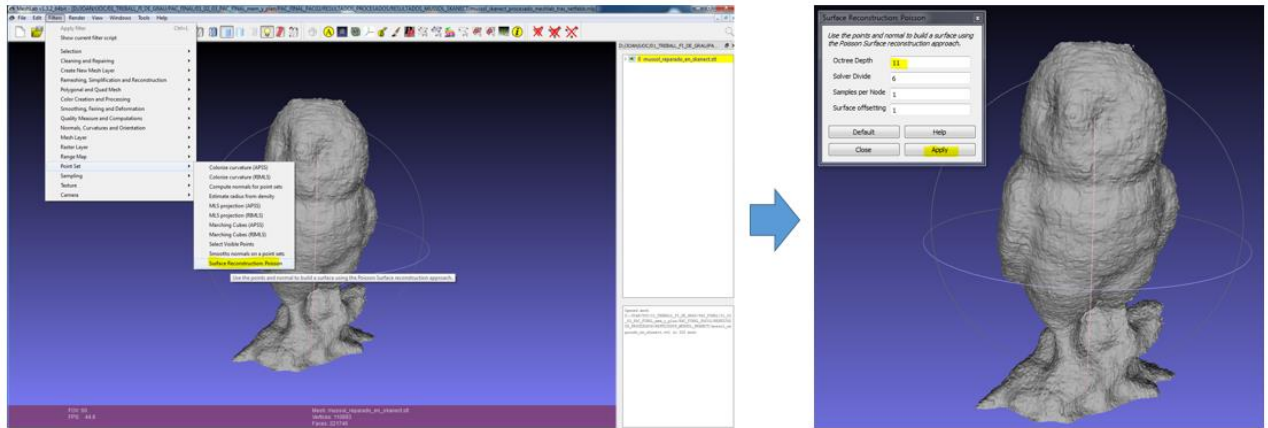 File Edit Filters Render View Windows Tools Help
Apply filter Ctrl+L
Show current filter script
Selection
Cleaning and Repairing
Create New Mesh Layer
Remeshing, Simplification and Reconstruction
Polygonal and Quad Mesh
Color Creation and Processing
Smoothing, Fairing and Deformation
Quality Measure and Computations
Normals, Curvatures and Orientation
Mesh Layer
Raster Layer
Range Map
Point Set
Sampling
Texture
Camera
Colorize curvature (APSS)
Colorize curvature (RIMLS)
Compute normals for point sets
Estimate radius from density
MLS projection (APSS)
MLS projection (RIMLS)
Marching Cubes (APSS)
Marching Cubes (RIMLS)
Select Visible Points
Smooths normals on a point sets
Surface Reconstruction: Poisson
Use the points and normal to build a surface using the Poisson Surface reconstruction approach.
Surface Reconstruction: Poisson
Use the points and normal to build a surface using
the Poisson Surface reconstruction approach.
Octree Depth 11
Solver Divide 6
Samples per Node 1
Surface offsetting 1
Default Help
Close Apply